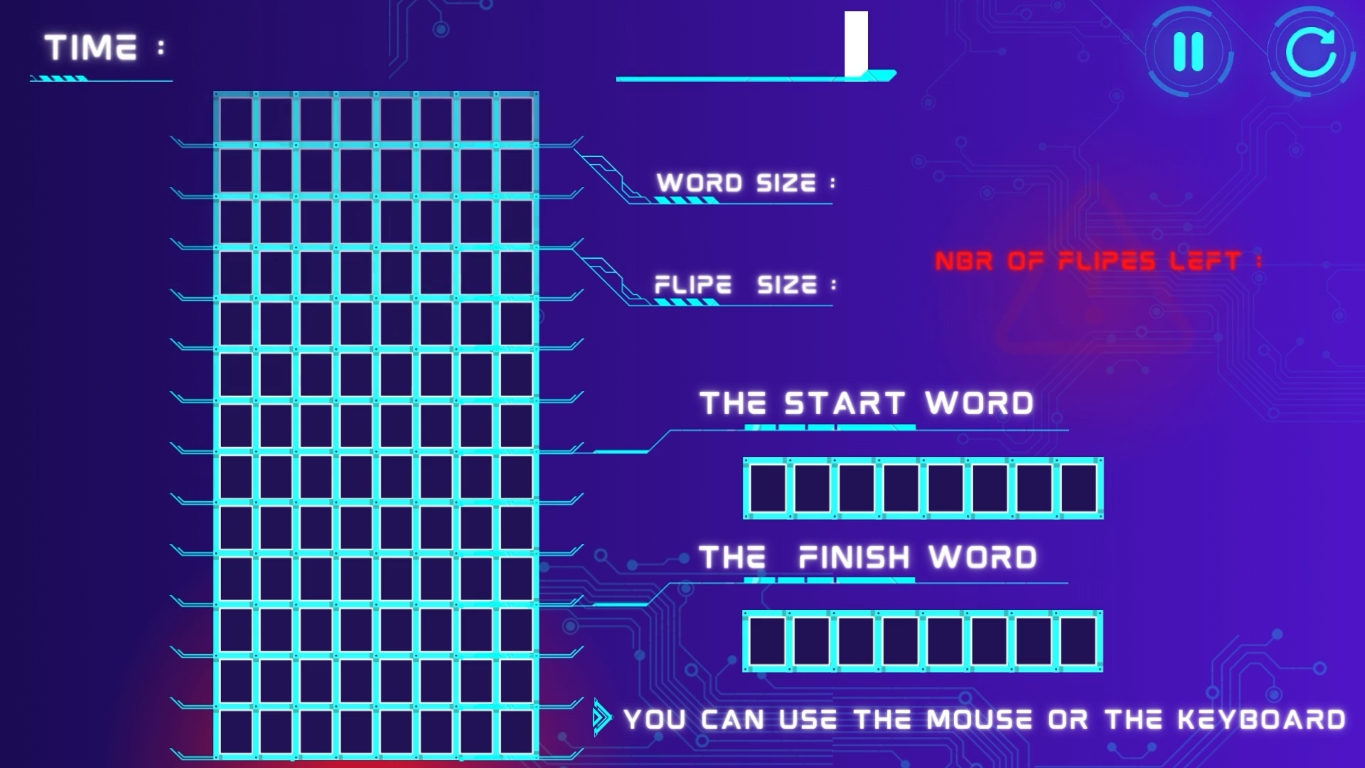 TIME :
WORD SIZE :
NBR OF FLIPES LEFT :
FLIPE SIZE :
THE START WORD
THE FINISH WORD
YOU CAN USE THE MOUSE OR THE KEYBOARD